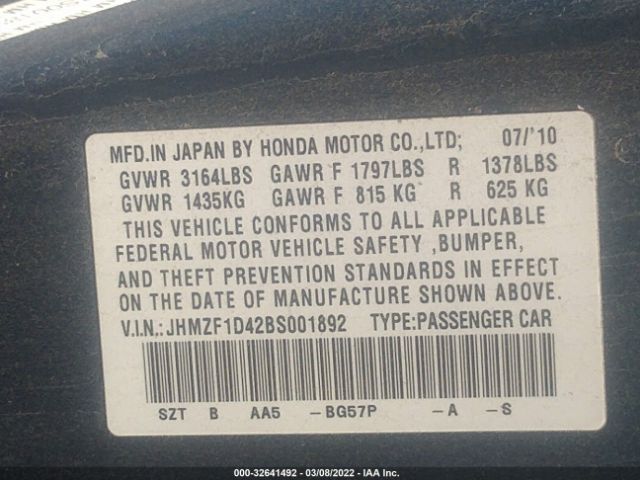 MFD.IN JAPAN BY HONDA MOTOR CO.,LTD; 07/'10
GVWR 3164LBS GAWR F 1797LBS R 1378LBS
GVWR 1435KG GAWR F 815 KG R 625 KG
THIS VEHICLE CONFORMS TO ALL APPLICABLE
FEDERAL MOTOR VEHICLE SAFETY ,BUMPER,
AND THEFT PREVENTION STANDARDS IN EFFECT
ON THE DATE OF MANUFACTURE SHOWN ABOVE.
V.I.N.:JHMZF1D42BS001892 TYPE:PASSENGER CAR
SZT B AA5 -BG57P -A -S
000-32641492 - 03/08/2022 - IAA Inc.